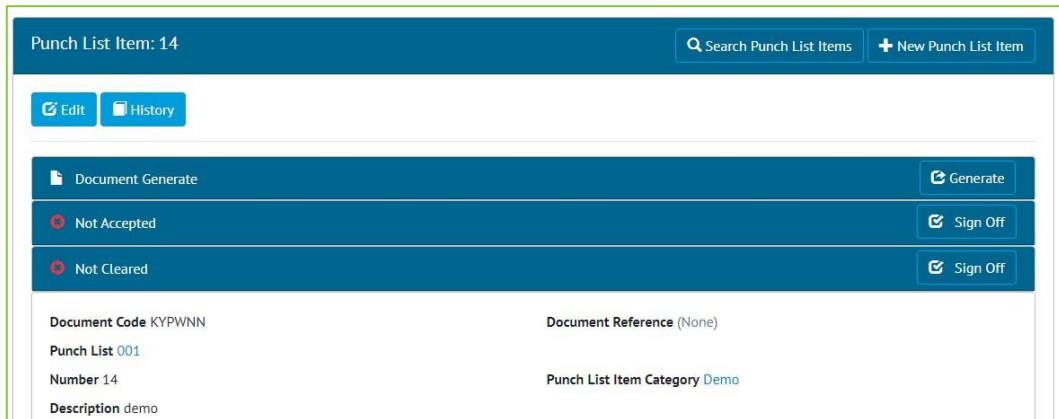 Punch List Item: 14 Search Punch List Items New Punch List Item
Edit History
Document Generate Generate
Not Accepted Sign Off
Not Cleared Sign Off
Document Code KYPWNN Document Reference (None)
Punch List 001
Number 14 Punch List Item Category Demo
Description demo